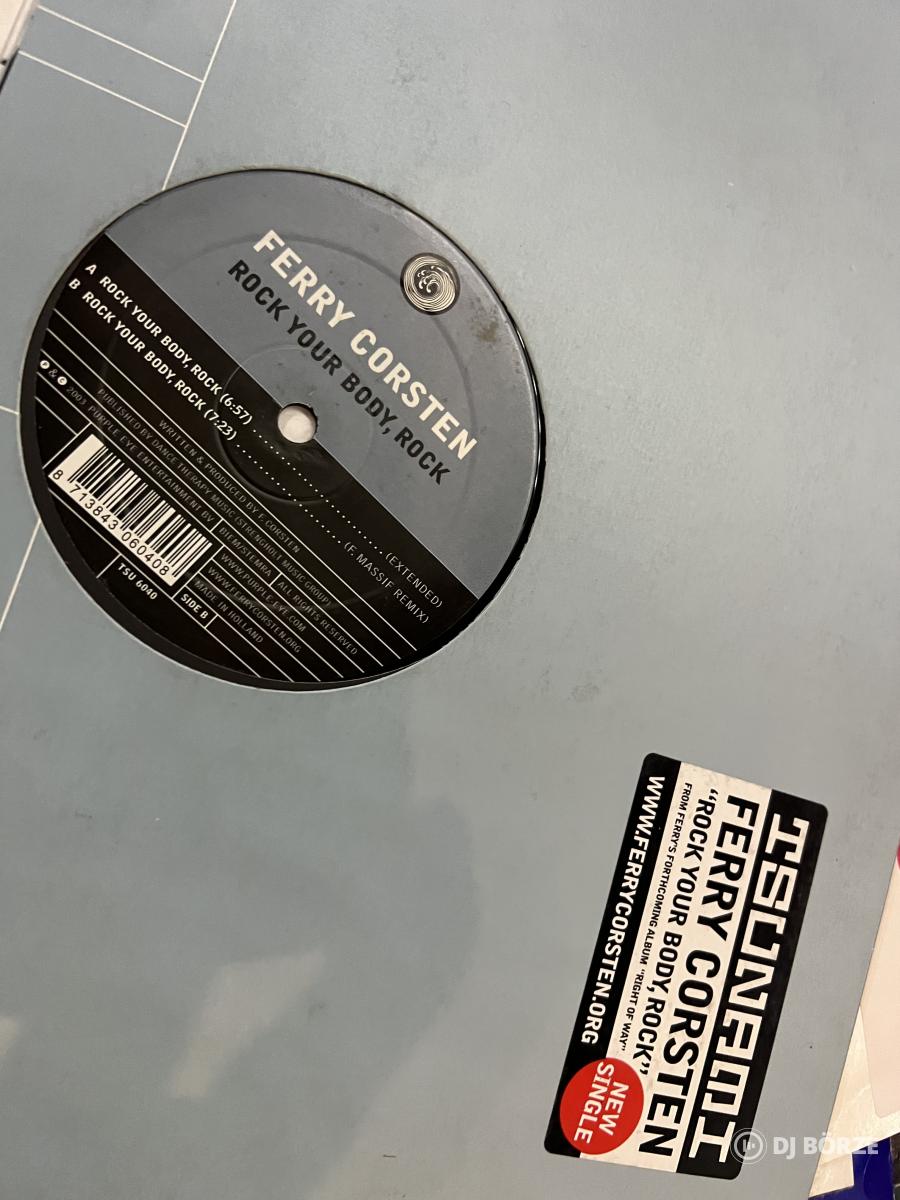 FERRY CORSTEN
ROCK YOUR BODY, ROCK
A ROCK YOUR BODY, ROCK (6:57) .................. (EXTENDED)
B ROCK YOUR BODY, ROCK (7:23) .................. (F. MASSIF REMIX)
WRITTEN & PRODUCED BY F. CORSTEN
PUBLISHED BY DANCE THERAPY MUSIC (STRENGHOLT MUSIC GROUP)
℗ & © 2003 PURPLE EYE ENTERTAINMENT BV | BIEM/STEMRA | ALL RIGHTS RESERVED
WWW.PURPLE-EYE.COM
WWW.FERRYCORSTEN.ORG
MADE IN HOLLAND
8 713843 060408
TSU 6040
SIDE B
TSUNAMI
FERRY CORSTEN
"ROCK YOUR BODY, ROCK"
FROM FERRY'S FORTHCOMING ALBUM "RIGHT OF WAY"
WWW.FERRYCORSTEN.ORG
NEW
SINGLE
DJ BÖRZE